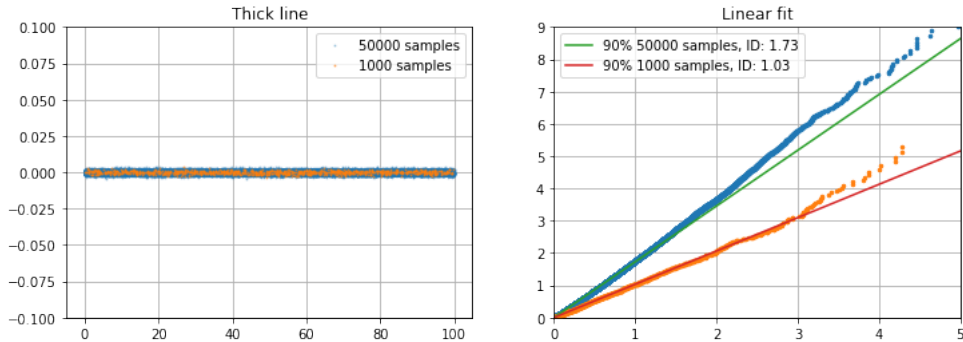 Thick line
0.100
0.075
0.050
0.025
0.000
−0.025
−0.050
−0.075
−0.100
0 20 40 60 80 100
50000 samples
1000 samples
Linear fit
9
8
7
6
5
4
3
2
1
0
0 1 2 3 4 5
90% 50000 samples, ID: 1.73
90% 1000 samples, ID: 1.03